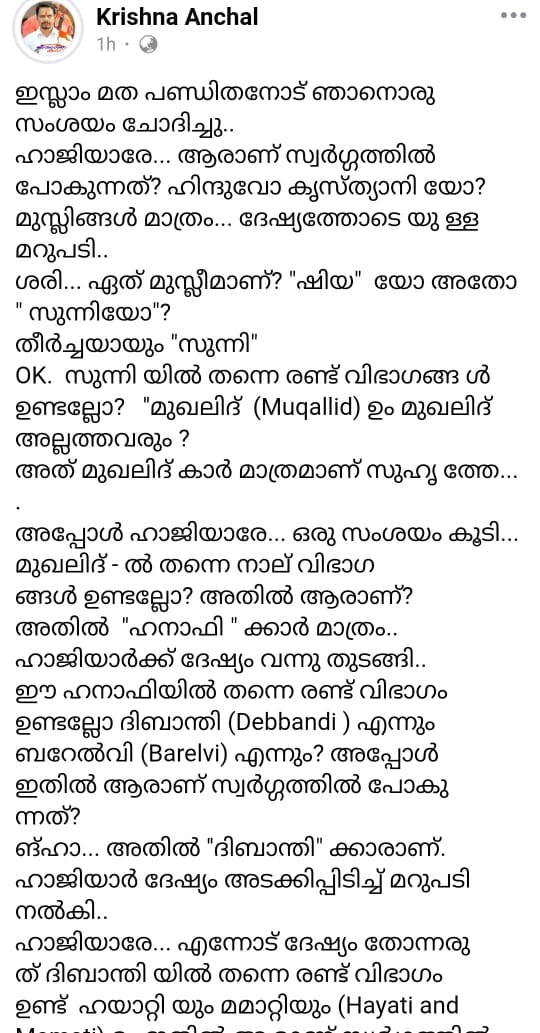 Krishna Anchal
1h
ഇസ്ലാം മത പണ്ഡിതനോട് ഞാനൊരു
സംശയം ചോദിച്ചു..
ഹാജിയാരേ... ആരാണ് സ്വർഗ്ഗത്തിൽ
പോകുന്നത്? ഹിന്ദുവോ കൃസ്ത്യാനി യോ?
മുസ്ലിങ്ങൾ മാത്രം... ദേഷ്യത്തോടെ യു ള്ള
മറുപടി..
ശരി... ഏത് മുസ്ലീമാണ്? "ഷിയ" യോ അതോ
" സുന്നിയോ"?
തീർച്ചയായും "സുന്നി"
OK. സുന്നി യിൽ തന്നെ രണ്ട് വിഭാഗങ്ങ ൾ
ഉണ്ടല്ലോ? "മുഖലിദ് (Muqallid) ഉം മുഖലിദ്
അല്ലത്തവരും ?
അത് മുഖലിദ് കാർ മാത്രമാണ് സുഹൃ ത്തേ...
.
അപ്പോൾ ഹാജിയാരേ... ഒരു സംശയം കൂടി...
മുഖലിദ് - ൽ തന്നെ നാല് വിഭാഗ
ങ്ങൾ ഉണ്ടല്ലോ? അതിൽ ആരാണ്?
അതിൽ "ഹനാഫി " ക്കാർ മാത്രം..
ഹാജിയാർക്ക് ദേഷ്യം വന്നു തുടങ്ങി..
ഈ ഹനാഫിയിൽ തന്നെ രണ്ട് വിഭാഗം
ഉണ്ടല്ലോ ദിബാന്തി (Debbandi ) എന്നും
ബറേൽവി (Barelvi) എന്നും? അപ്പോൾ
ഇതിൽ ആരാണ് സ്വർഗ്ഗത്തിൽ പോകു
ന്നത്?
ങ്ഹാ... അതിൽ "ദിബാന്തി" ക്കാരാണ്.
ഹാജിയാർ ദേഷ്യം അടക്കിപ്പിടിച്ച് മറുപടി
നൽകി..
ഹാജിയാരേ... എന്നോട് ദേഷ്യം തോന്നരു
ത് ദിബാന്തി യിൽ തന്നെ രണ്ട് വിഭാഗം
ഉണ്ട് ഹയാറ്റി യും മമാറ്റിയും (Hayati and